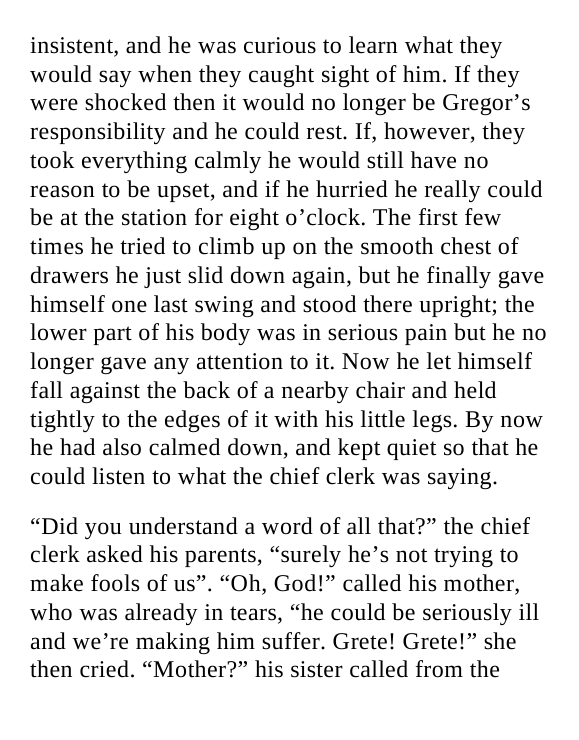 insistent, and he was curious to learn what they
would say when they caught sight of him. If they
were shocked then it would no longer be Gregor’s
responsibility and he could rest. If, however, they
took everything calmly he would still have no
reason to be upset, and if he hurried he really could
be at the station for eight o’clock. The first few
times he tried to climb up on the smooth chest of
drawers he just slid down again, but he finally gave
himself one last swing and stood there upright; the
lower part of his body was in serious pain but he no
longer gave any attention to it. Now he let himself
fall against the back of a nearby chair and held
tightly to the edges of it with his little legs. By now
he had also calmed down, and kept quiet so that he
could listen to what the chief clerk was saying.
“Did you understand a word of all that?” the chief
clerk asked his parents, “surely he’s not trying to
make fools of us”. “Oh, God!” called his mother,
who was already in tears, “he could be seriously ill
and we’re making him suffer. Grete! Grete!” she
then cried. “Mother?” his sister called from the